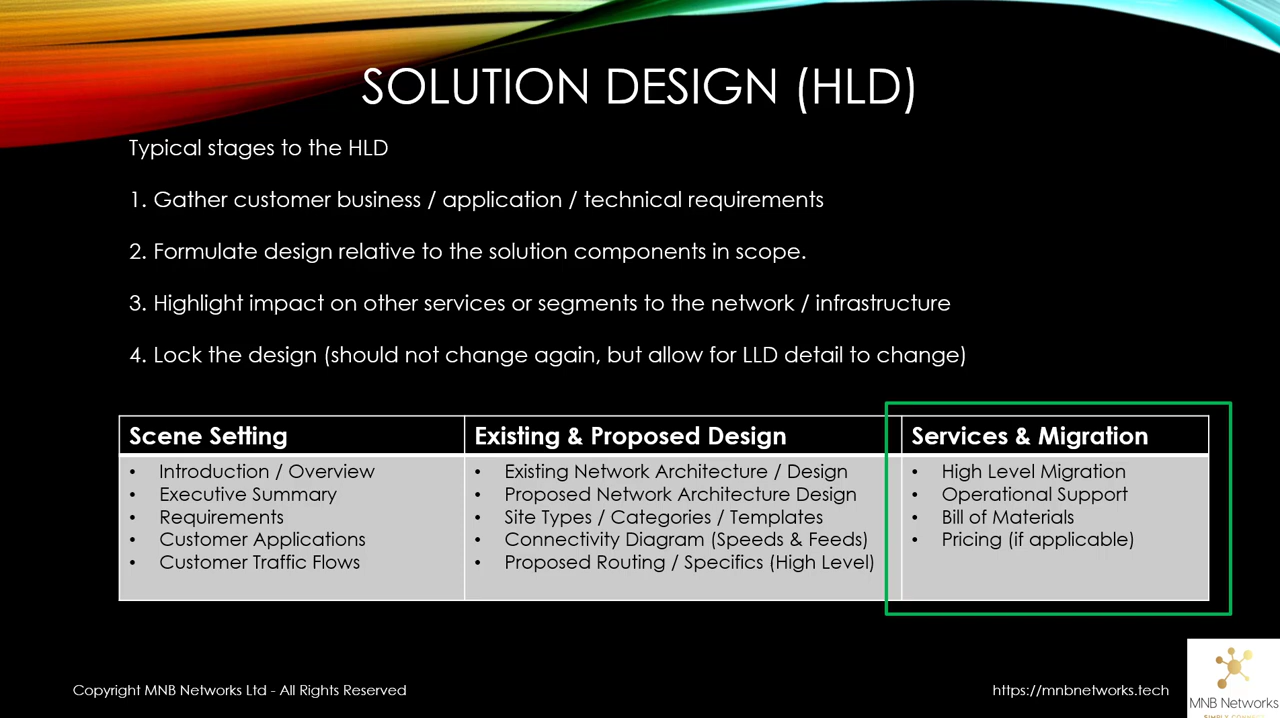 SOLUTION DESIGN (HLD)
Typical stages to the HLD
1. Gather customer business / application / technical requirements
2. Formulate design relative to the solution components in scope.
3. Highlight impact on other services or segments to the network / infrastructure
4. Lock the design (should not change again, but allow for LLD detail to change)
Scene Setting
• Introduction / Overview
• Executive Summary
• Requirements
• Customer Applications
• Customer Traffic Flows
Existing & Proposed Design
• Existing Network Architecture / Design
• Proposed Network Architecture Design
• Site Types / Categories / Templates
• Connectivity Diagram (Speeds & Feeds)
• Proposed Routing / Specifics (High Level)
Services & Migration
• High Level Migration
• Operational Support
• Bill of Materials
• Pricing (if applicable)
Copyright MNB Networks Ltd - All Rights Reserved
https://mnbnetworks.tech
MNB Networks